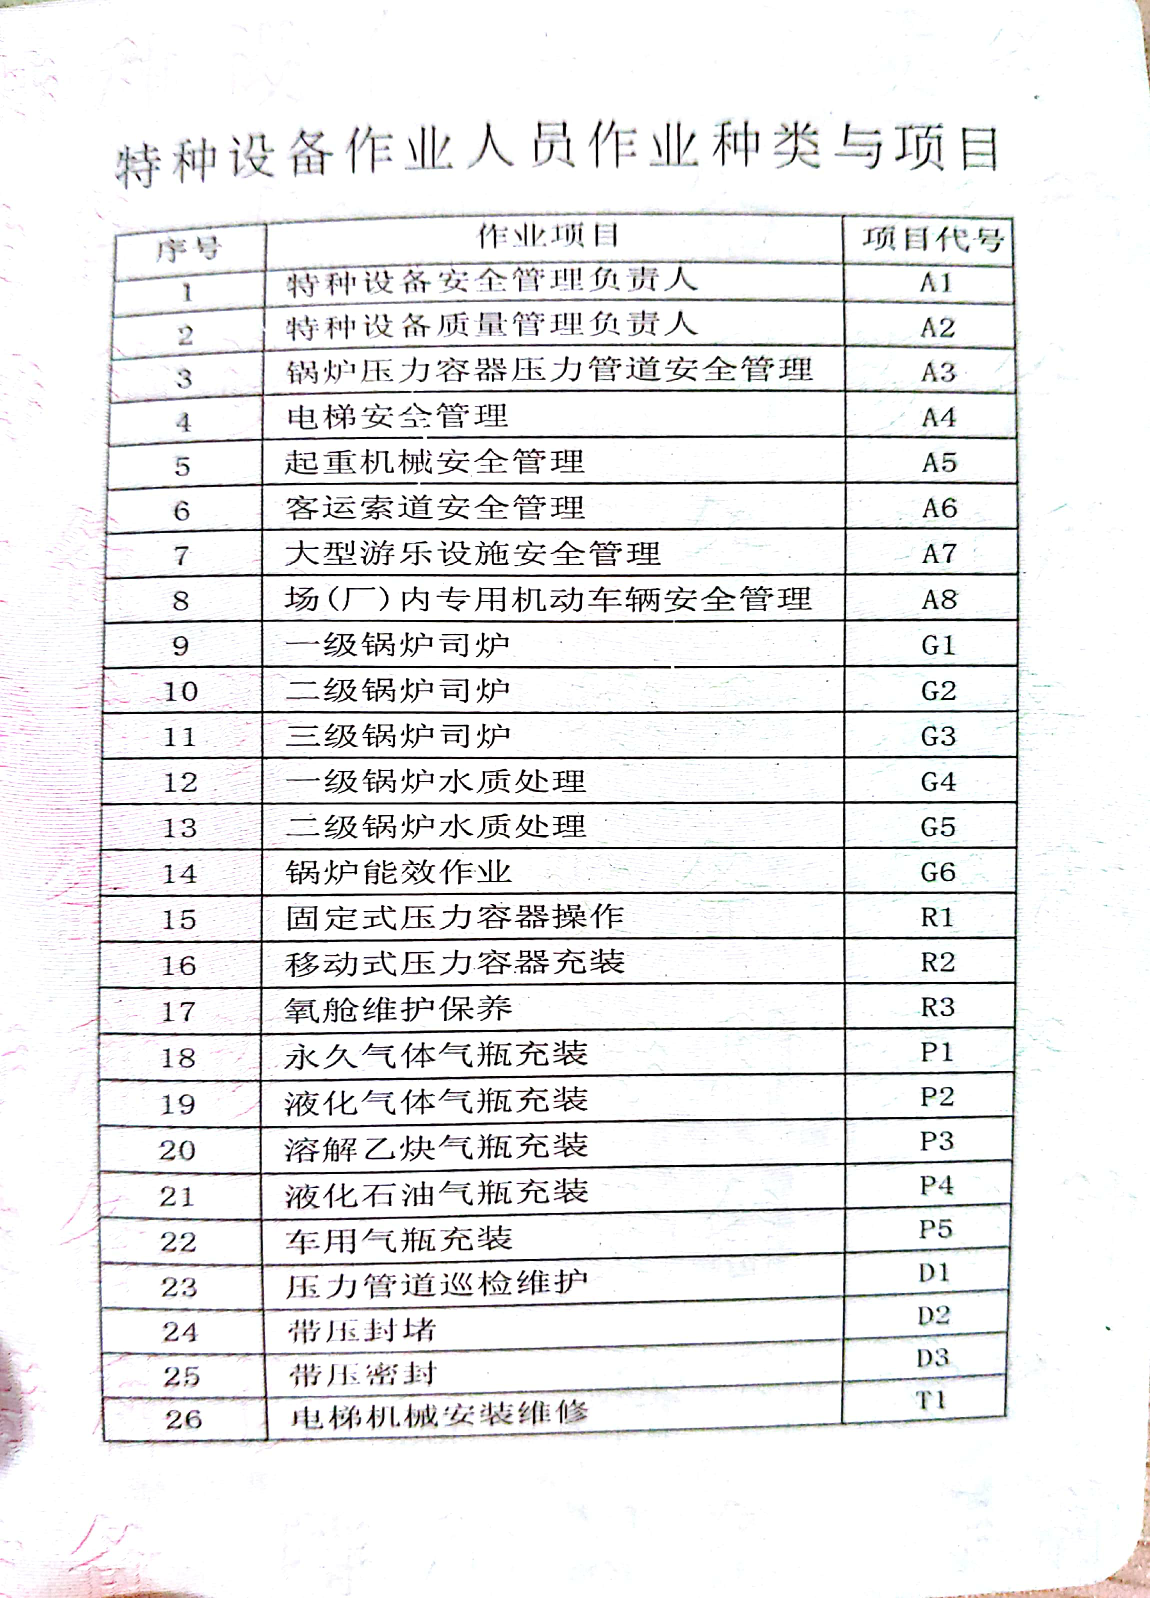 特种设备作业人员作业种类与项目
序号 作业项目 项目代号
1 特种设备安全管理负责人 A1
2 特种设备质量管理负责人 A2
3 锅炉压力容器压力管道安全管理 A3
4 电梯安全管理 A4
5 起重机械安全管理 A5
6 客运索道安全管理 A6
7 大型游乐设施安全管理 A7
8 场(厂)内专用机动车辆安全管理 A8
9 一级锅炉司炉 G1
10 二级锅炉司炉 G2
11 三级锅炉司炉 G3
12 一级锅炉水质处理 G4
13 二级锅炉水质处理 G5
14 锅炉能效作业 G6
15 固定式压力容器操作 R1
16 移动式压力容器充装 R2
17 氧舱维护保养 R3
18 永久气体气瓶充装 P1
19 液化气体气瓶充装 P2
20 溶解乙炔气瓶充装 P3
21 液化石油气瓶充装 P4
22 车用气瓶充装 P5
23 压力管道巡检维护 D1
24 带压封堵 D2
25 带压密封 D3
26 电梯机械安装维修 T1